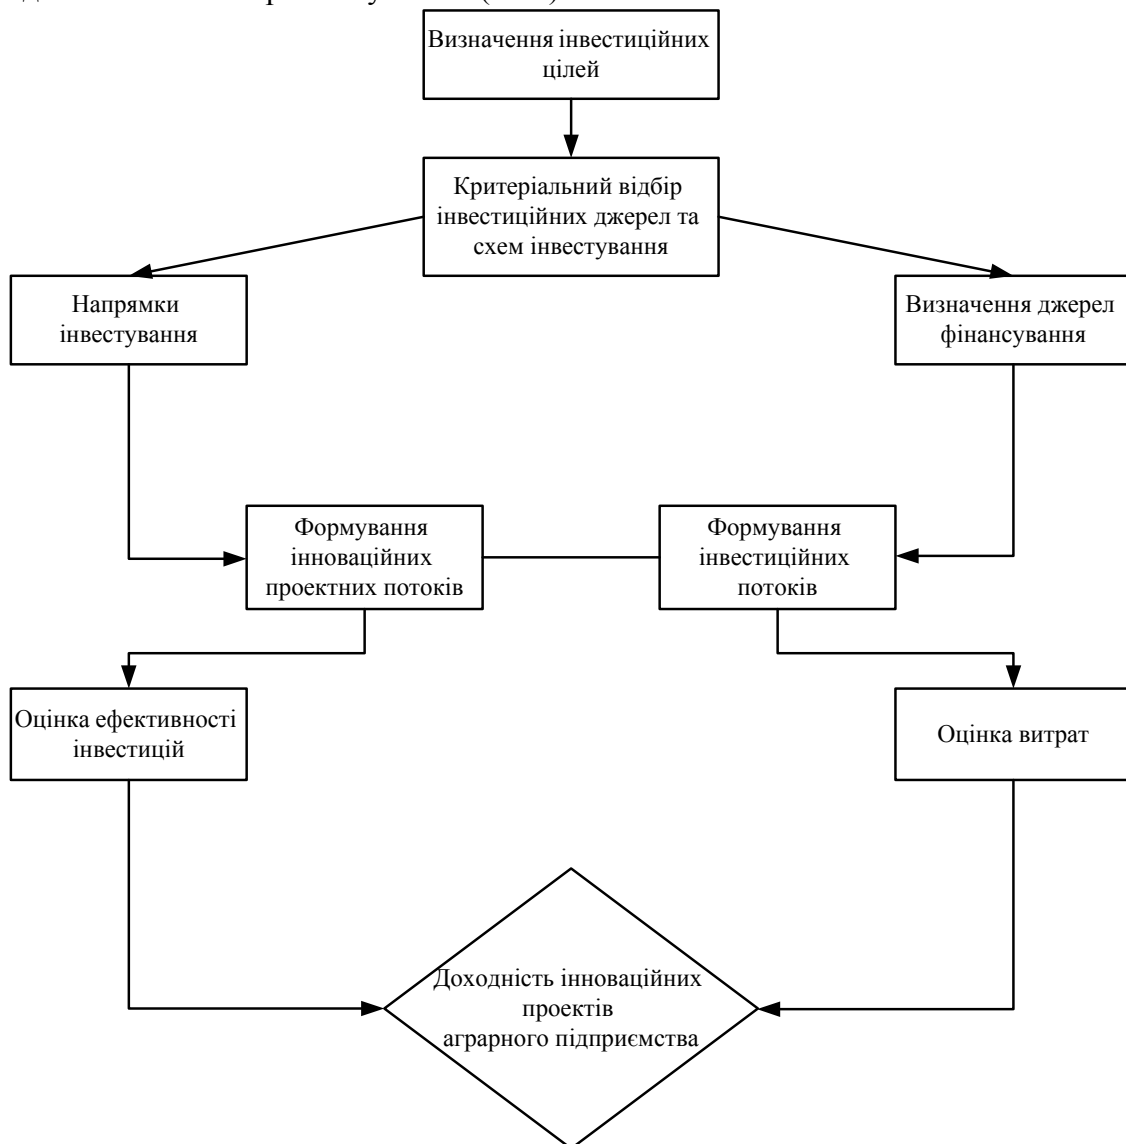 Визначення інвестиційних
цілей
Критеріальний відбір
інвестиційних джерел та
схем інвестування
Напрямки
інвестування
Визначення джерел
фінансування
Формування
інноваційних
проектних потоків
Формування
інвестиційних
потоків
Оцінка ефективності
інвестицій
Оцінка витрат
Доходність інноваційних
проектів
аграрного підприємства